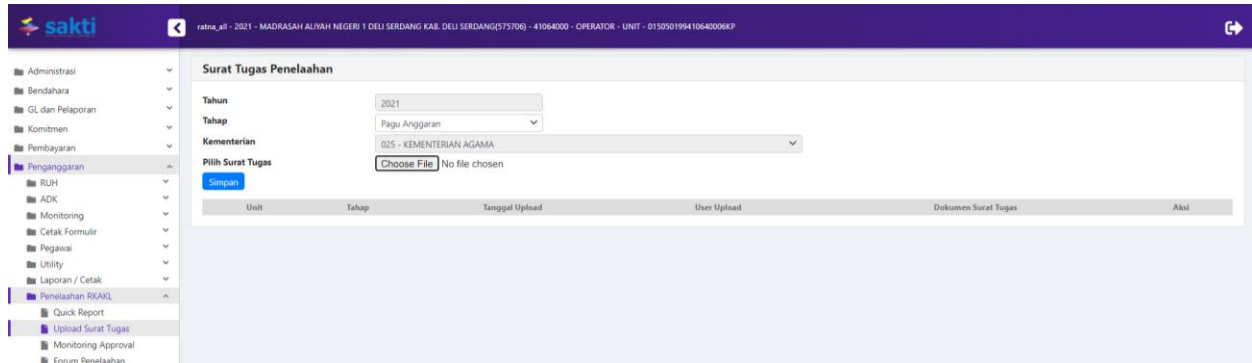 sakti
ratna_all - 2021 - MADRASAH ALIYAH NEGERI 1 DELI SERDANG KAB. DELI SERDANG(575706) - 41064000 - OPERATOR - UNIT - 015050199410640006KP
Administrasi
Bendahara
GL dan Pelaporan
Komitmen
Pembayaran
Penganggaran
RUH
ADK
Monitoring
Cetak Formulir
Pegawai
Utility
Laporan / Cetak
Penelaahan RKAKL
Quick Report
Upload Surat Tugas
Monitoring Approval
Forum Penelaahan
Surat Tugas Penelaahan
Tahun 2021
Tahap Pagu Anggaran
Kementerian 025 - KEMENTERIAN AGAMA
Pilih Surat Tugas Choose File No file chosen
Simpan
Unit Tahap Tanggal Upload User Upload Dokumen Surat Tugas Aksi